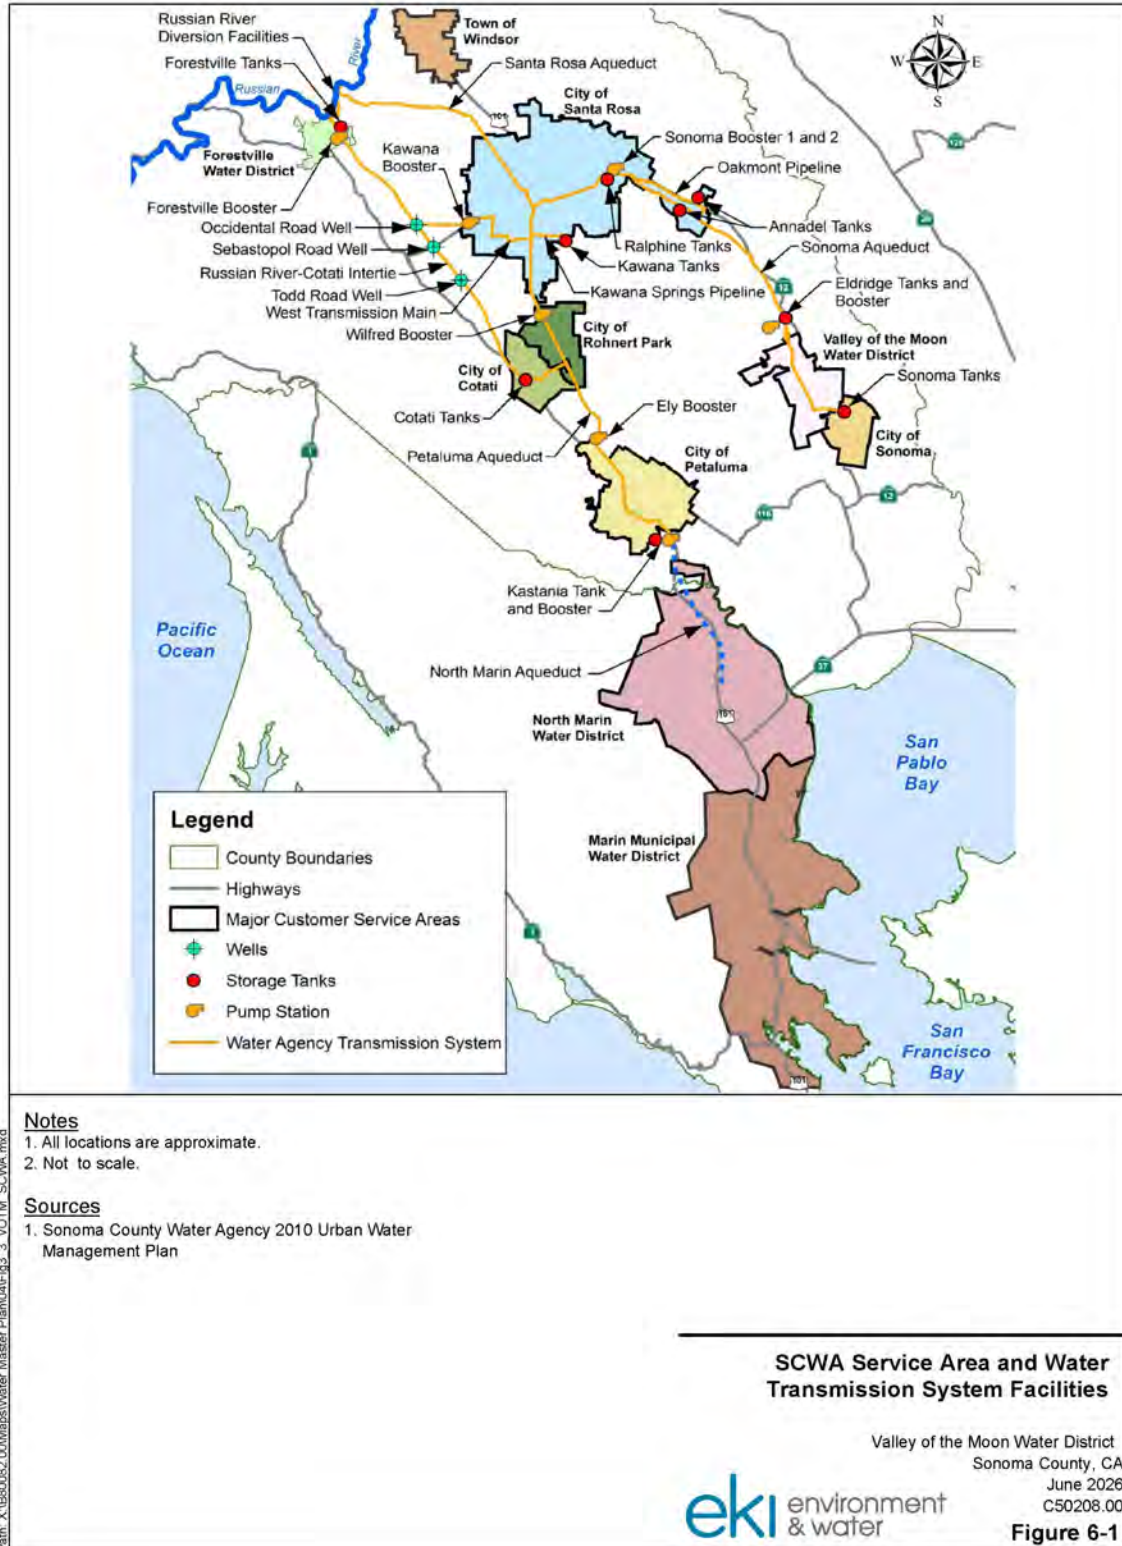 Russian River
Diversion Facilities
Forestville Tanks
Russian
River
Town of
Windsor
Santa Rosa Aqueduct
101
City of
Santa Rosa
N
W
E
S
Kawana
Booster
Sonoma Booster 1 and 2
Oakmont Pipeline
Forestville
Water District
Forestville Booster
Occidental Road Well
Sebastopol Road Well
Russian River-Cotati Intertie
Todd Road Well
West Transmission Main
Wilfred Booster
Annadel Tanks
Ralphine Tanks
Sonoma Aqueduct
Kawana Tanks
Kawana Springs Pipeline
Eldridge Tanks and
Booster
12
City of
Rohnert Park
Valley of the Moon
Water District
City of
Cotati
Sonoma Tanks
Cotati Tanks
Ely Booster
City of
Sonoma
Petaluma Aqueduct
City of
Petaluma
1
12
116
Kastania Tank
and Booster
Pacific
Ocean
North Marin Aqueduct
37
101
North Marin
Water District
San
Pablo
Bay
Marin Municipal
Water District
1
San
Francisco
Bay
101
Legend
County Boundaries
Highways
Major Customer Service Areas
Wells
Storage Tanks
Pump Station
Water Agency Transmission System
Notes
1. All locations are approximate.
2. Not to scale.
Sources
1. Sonoma County Water Agency 2010 Urban Water
Management Plan
SCWA Service Area and Water
Transmission System Facilities
Valley of the Moon Water District
Sonoma County, CA
June 2026
C50208.00
Figure 6-1
eki environment
& water